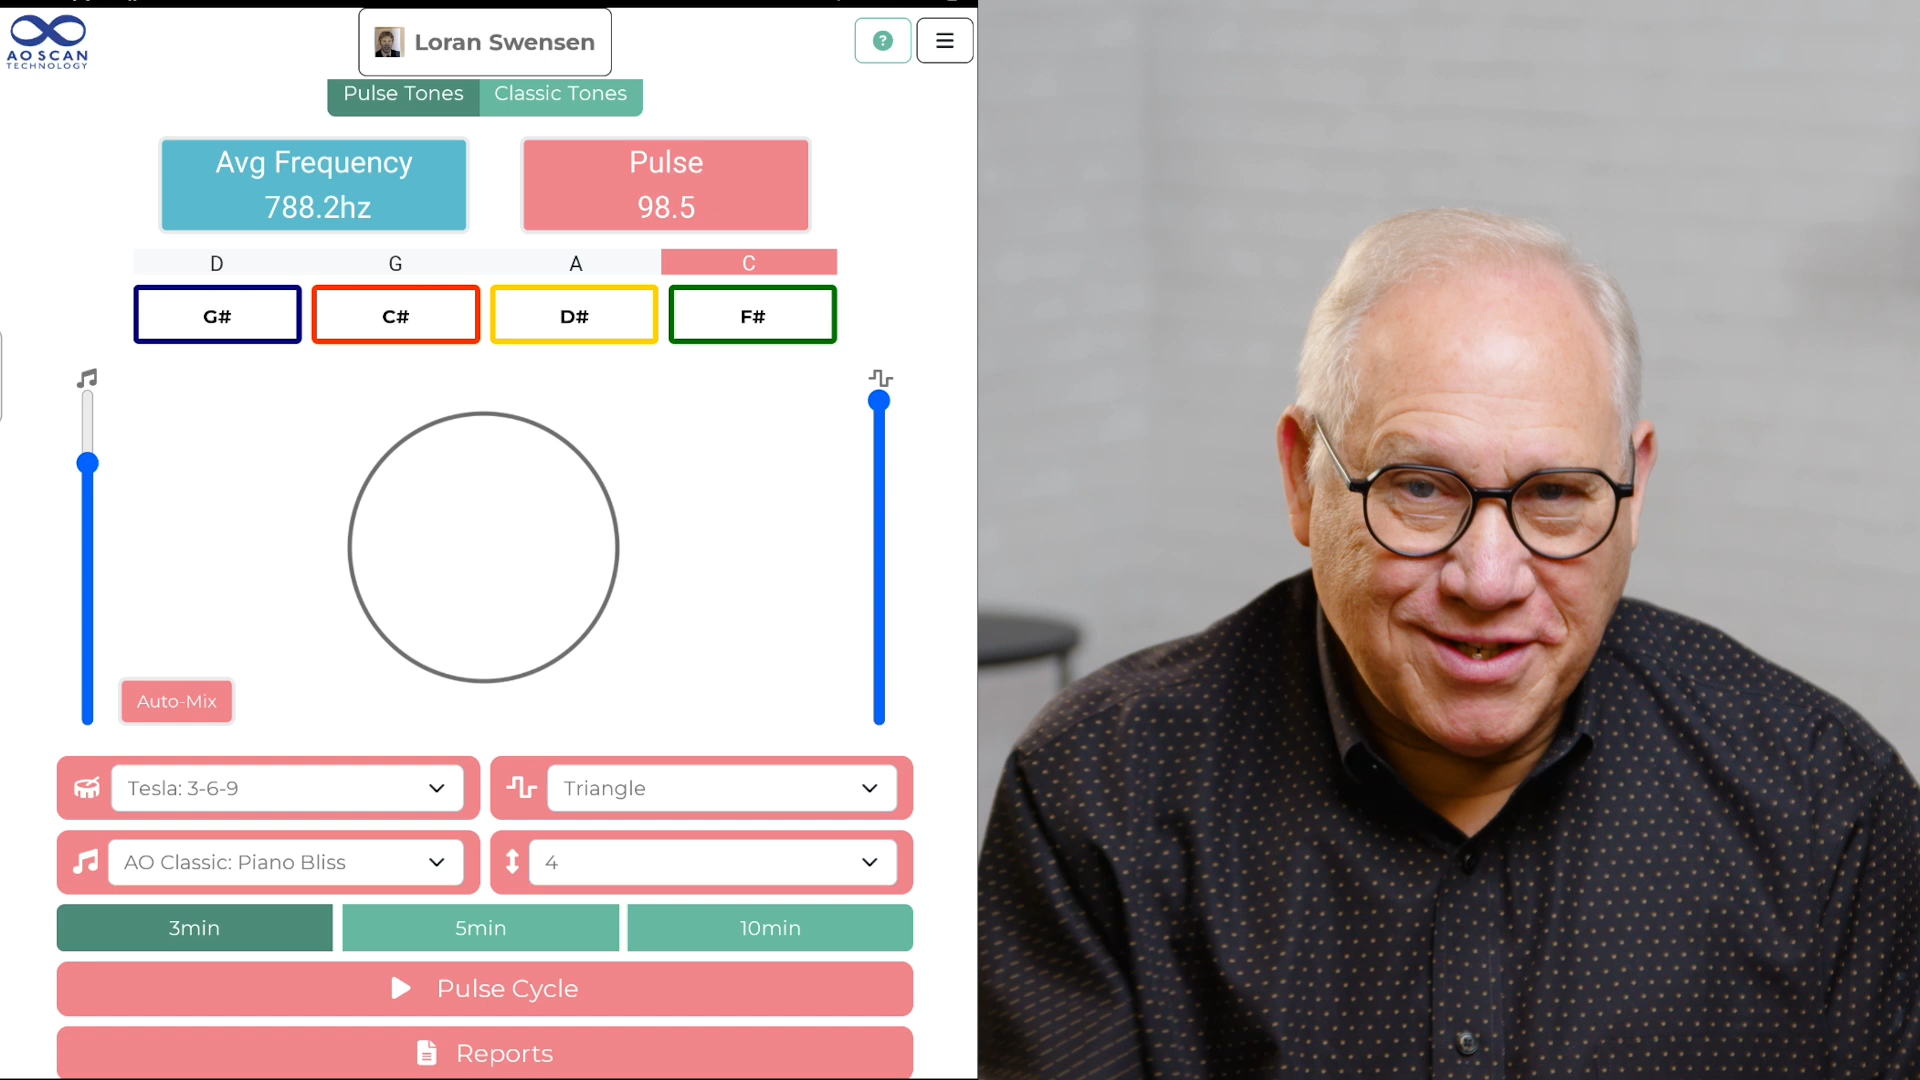 AO SCAN
TECHNOLOGY
Loran Swensen
?
Pulse Tones
Classic Tones
Avg Frequency
788.2hz
Pulse
98.5
D
G
A
C
G#
C#
D#
F#
Auto-Mix
Tesla: 3-6-9
Triangle
AO Classic: Piano Bliss
4
3min
5min
10min
Pulse Cycle
Reports